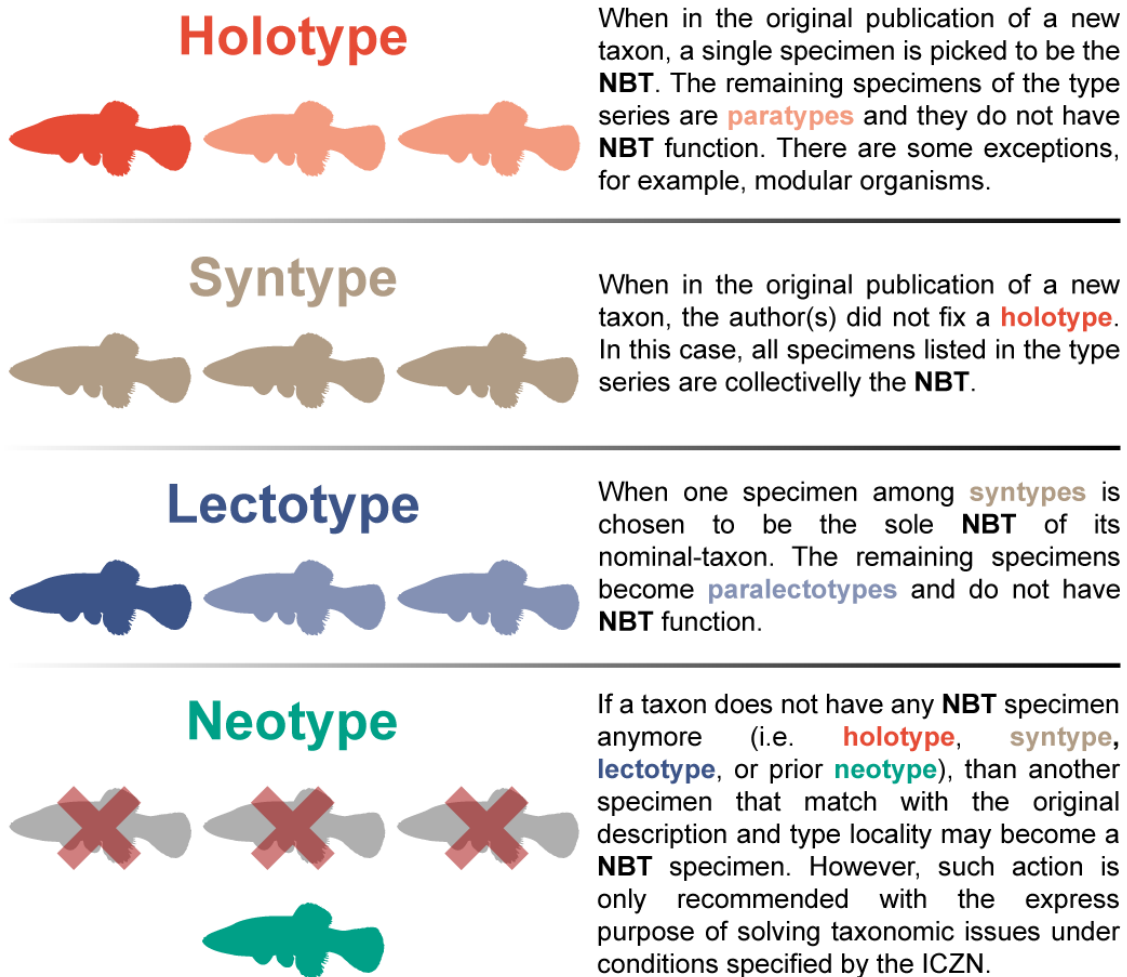 Holotype
When in the original publication of a new
taxon, a single specimen is picked to be the
NBT. The remaining specimens of the type
series are paratypes and they do not have
NBT function. There are some exceptions,
for example, modular organisms.
Syntype
When in the original publication of a new
taxon, the author(s) did not fix a holotype.
In this case, all specimens listed in the type
series are collectivelly the NBT.
Lectotype
When one specimen among syntypes is
chosen to be the sole NBT of its
nominal-taxon. The remaining specimens
become paralectotypes and do not have
NBT function.
Neotype
If a taxon does not have any NBT specimen
anymore (i.e. holotype, syntype,
lectotype, or prior neotype), than another
specimen that match with the original
description and type locality may become a
NBT specimen. However, such action is
only recommended with the express
purpose of solving taxonomic issues under
conditions specified by the ICZN.